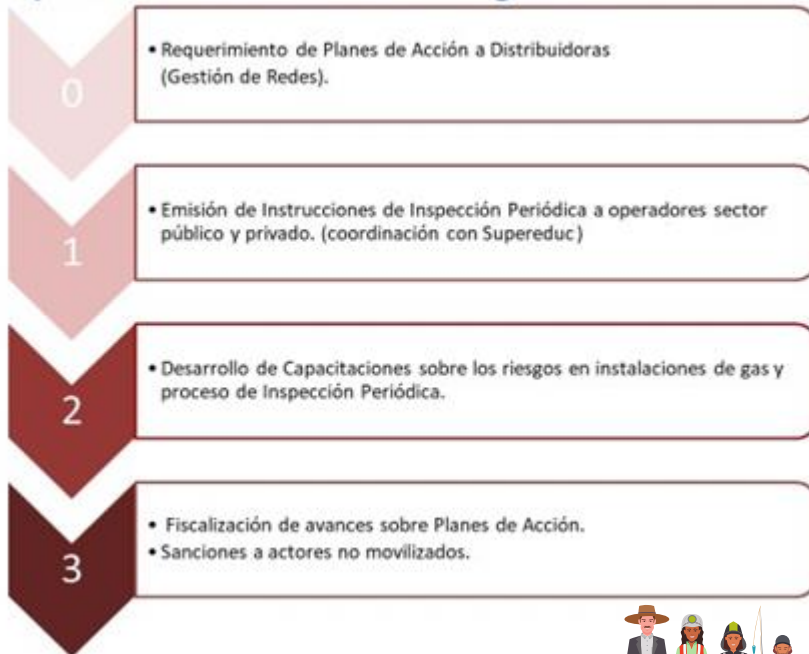 0
• Requerimiento de Planes de Acción a Distribuidoras
(Gestión de Redes).
1
• Emisión de Instrucciones de Inspección Periódica a operadores sector
público y privado. (coordinación con Supereduc)
2
• Desarrollo de Capacitaciones sobre los riesgos en instalaciones de gas y
proceso de Inspección Periódica.
3
• Fiscalización de avances sobre Planes de Acción.
• Sanciones a actores no movilizados.